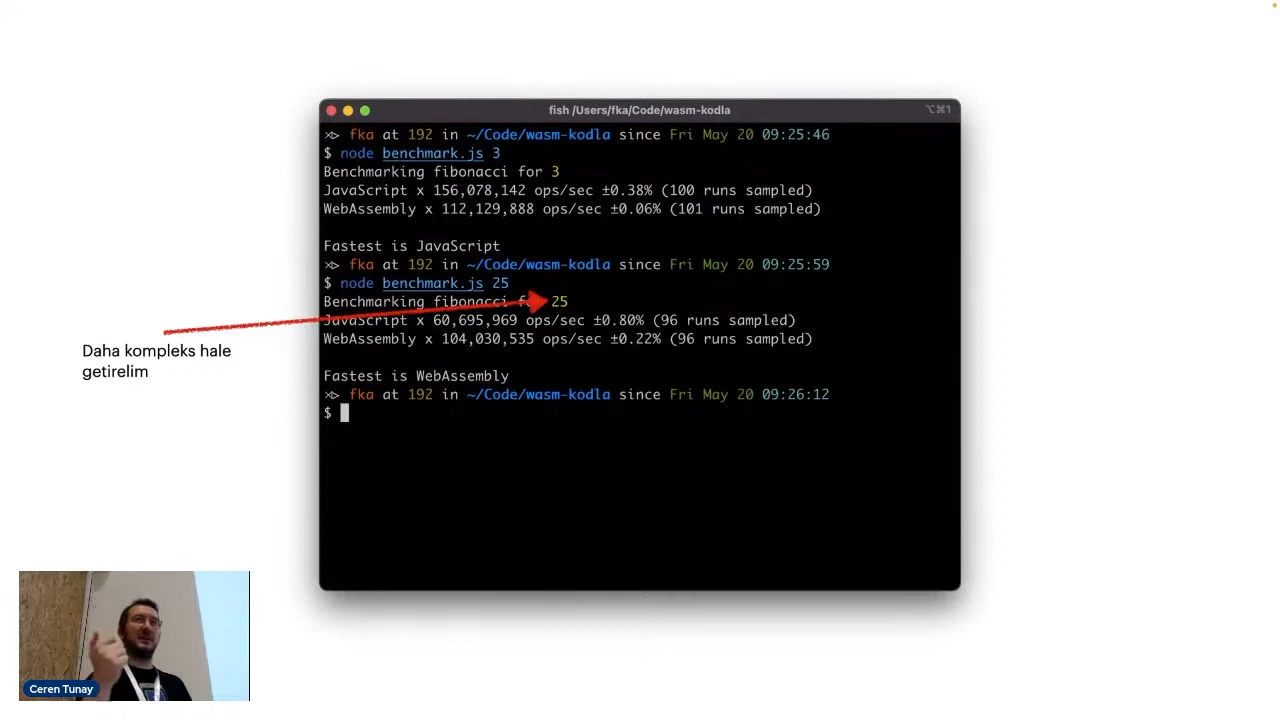 fish /Users/fka/Code/wasm-kodla
⌥⌘1
fka at 192 in ~/Code/wasm-kodla since Fri May 20 09:25:46
$ node benchmark.js 3
Benchmarking fibonacci for 3
JavaScript x 156,078,142 ops/sec ±0.38% (100 runs sampled)
WebAssembly x 112,129,888 ops/sec ±0.06% (101 runs sampled)
Fastest is JavaScript
fka at 192 in ~/Code/wasm-kodla since Fri May 20 09:25:59
$ node benchmark.js 25
Benchmarking fibonacci for 25
JavaScript x 60,695,969 ops/sec ±0.80% (96 runs sampled)
WebAssembly x 104,030,535 ops/sec ±0.22% (96 runs sampled)
Fastest is WebAssembly
fka at 192 in ~/Code/wasm-kodla since Fri May 20 09:26:12
$
Daha kompleks hale
getirelim
Ceren Tunay